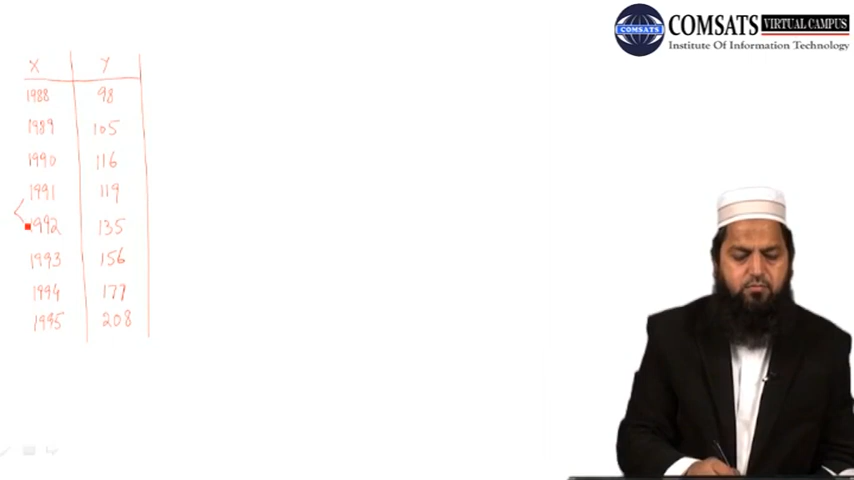 COMSATS VIRTUAL CAMPUS
COMSATS
Institute Of Information Technology
X Y
1988 98
1989 105
1990 116
1991 119
1992 135
1993 156
1994 177
1995 208